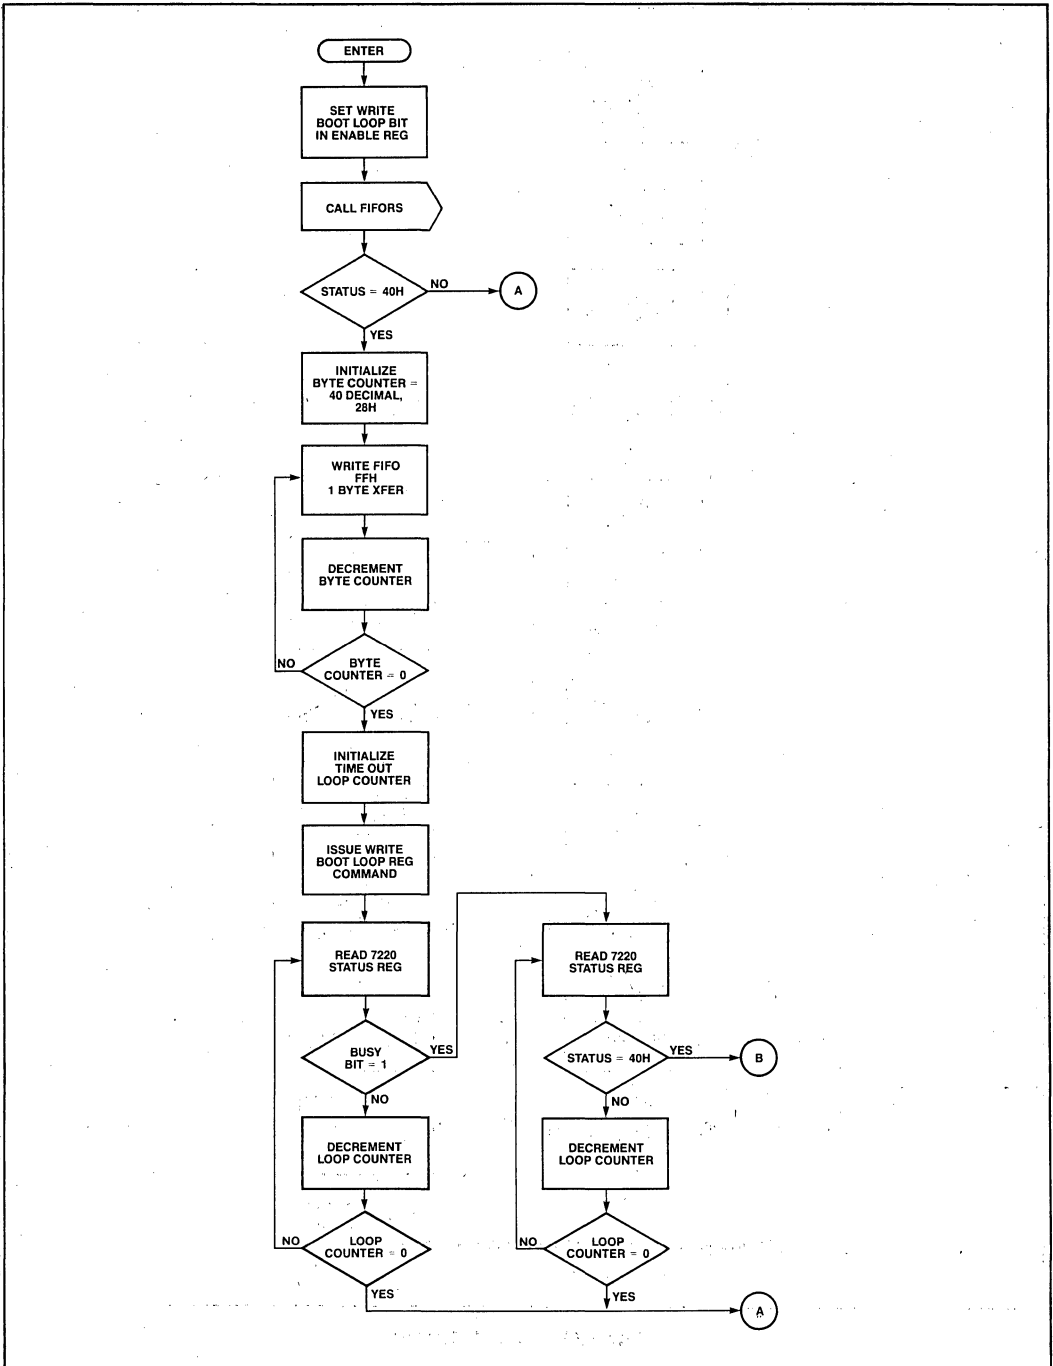 ENTER
SET WRITE
BOOT LOOP BIT
IN ENABLE REG
CALL FIFORS
STATUS = 40H
NO
A
YES
INITIALIZE
BYTE COUNTER =
40 DECIMAL,
28H
WRITE FIFO
FFH
1 BYTE XFER
DECREMENT
BYTE COUNTER
BYTE
COUNTER = 0
NO
YES
INITIALIZE
TIME OUT
LOOP COUNTER
ISSUE WRITE
BOOT LOOP REG
COMMAND
READ 7220
STATUS REG
BUSY
BIT = 1
YES
NO
DECREMENT
LOOP COUNTER
LOOP
COUNTER = 0
NO
YES
READ 7220
STATUS REG
STATUS = 40H
YES
B
NO
DECREMENT
LOOP COUNTER
LOOP
COUNTER = 0
NO
YES
A